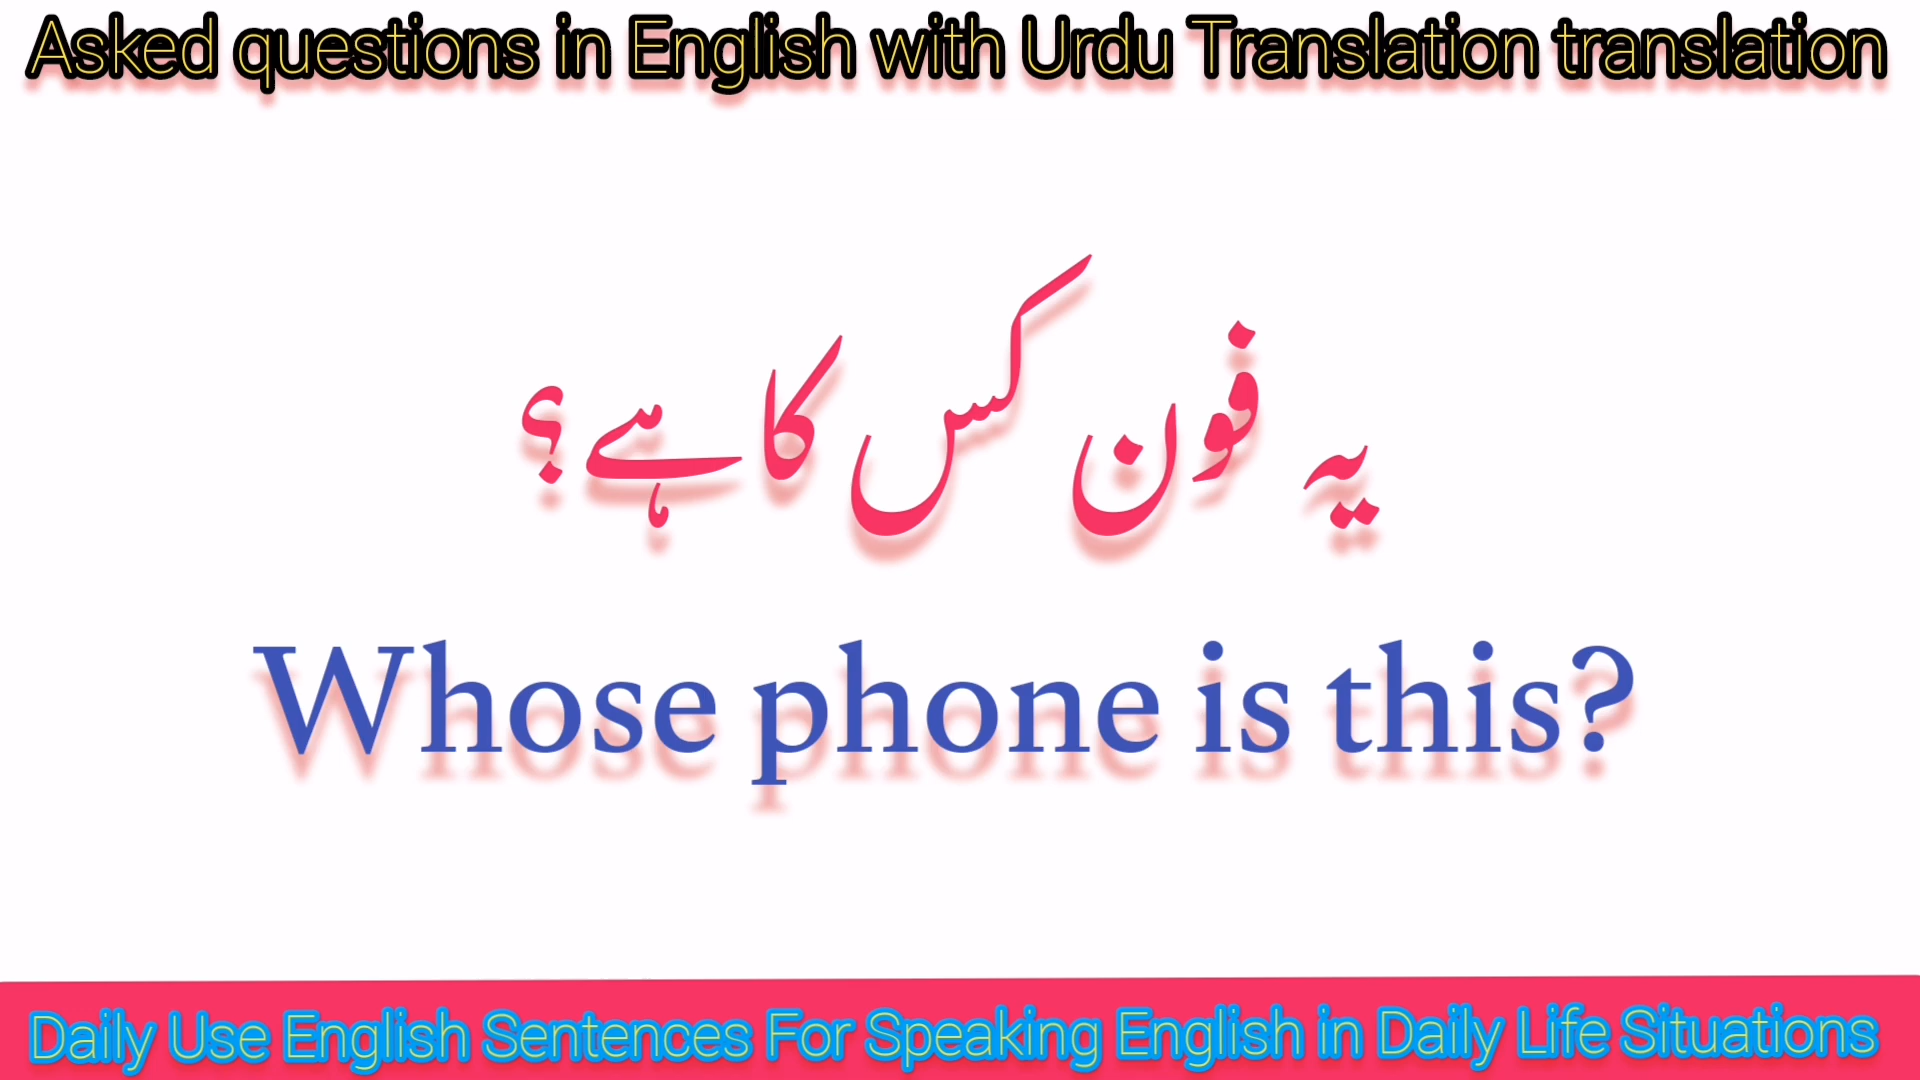 Asked questions in English with Urdu Translation translation
یہ فون کس کا ہے؟
Whose phone is this?
Daily Use English Sentences For Speaking English in Daily Life Situations